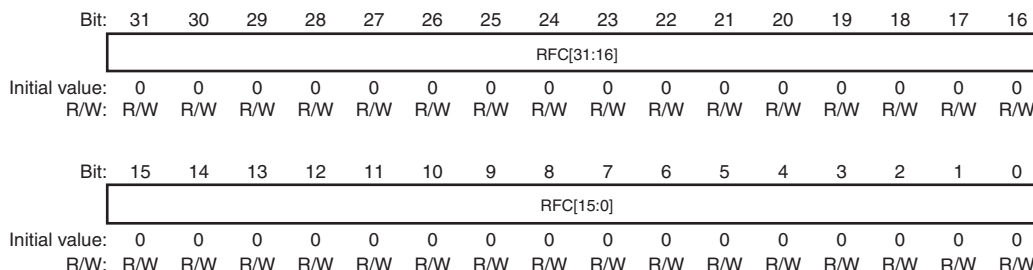 Bit: 31 30 29 28 27 26 25 24 23 22 21 20 19 18 17 16
RFC[31:16]
Initial value: 0 0 0 0 0 0 0 0 0 0 0 0 0 0 0 0
R/W: R/W R/W R/W R/W R/W R/W R/W R/W R/W R/W R/W R/W R/W R/W R/W R/W
Bit: 15 14 13 12 11 10 9 8 7 6 5 4 3 2 1 0
RFC[15:0]
Initial value: 0 0 0 0 0 0 0 0 0 0 0 0 0 0 0 0
R/W: R/W R/W R/W R/W R/W R/W R/W R/W R/W R/W R/W R/W R/W R/W R/W R/W